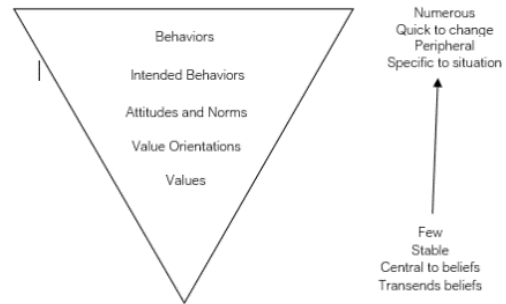 Behaviors
Intended Behaviors
Attitudes and Norms
Value Orientations
Values
Numerous
Quick to change
Peripheral
Specific to situation
Few
Stable
Central to beliefs
Transends beliefs